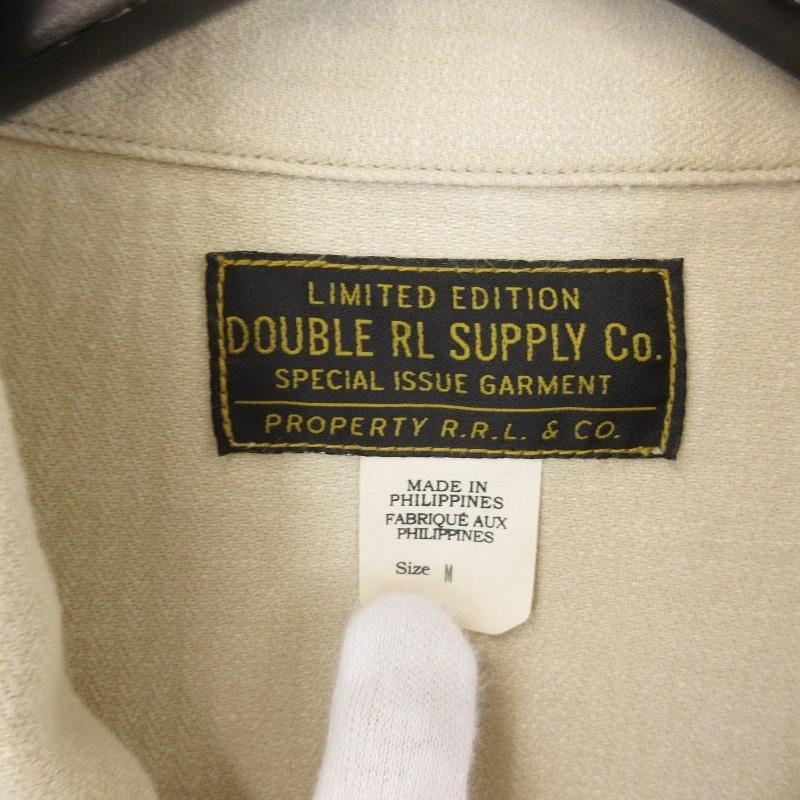 LIMITED EDITION
DOUBLE RL SUPPLY Co.
SPECIAL ISSUE GARMENT
PROPERTY R.R.L. & CO.
MADE IN
PHILIPPINES
FABRIQUÉ AUX
PHILIPPINES
Size M